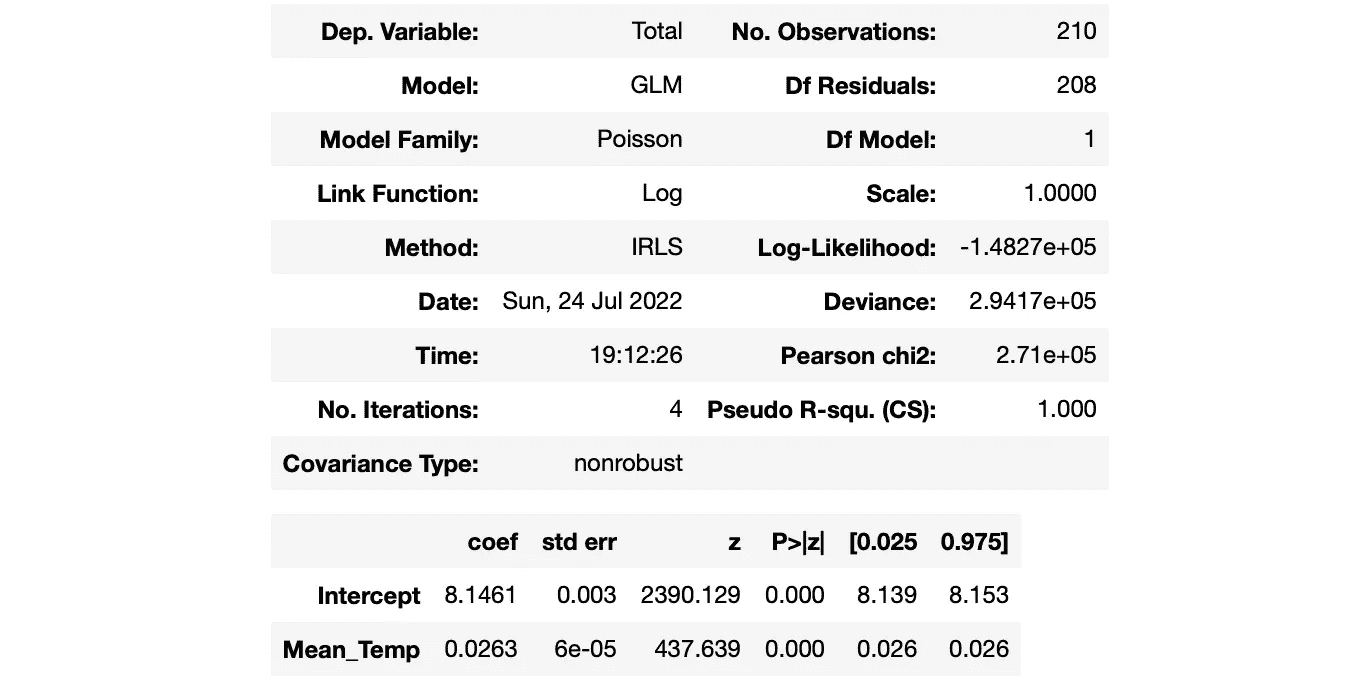 Dep. Variable: Total No. Observations: 210
Model: GLM Df Residuals: 208
Model Family: Poisson Df Model: 1
Link Function: Log Scale: 1.0000
Method: IRLS Log-Likelihood: -1.4827e+05
Date: Sun, 24 Jul 2022 Deviance: 2.9417e+05
Time: 19:12:26 Pearson chi2: 2.71e+05
No. Iterations: 4 Pseudo R-squ. (CS): 1.000
Covariance Type: nonrobust
coef std err z P>|z| [0.025 0.975]
Intercept 8.1461 0.003 2390.129 0.000 8.139 8.153
Mean_Temp 0.0263 6e-05 437.639 0.000 0.026 0.026